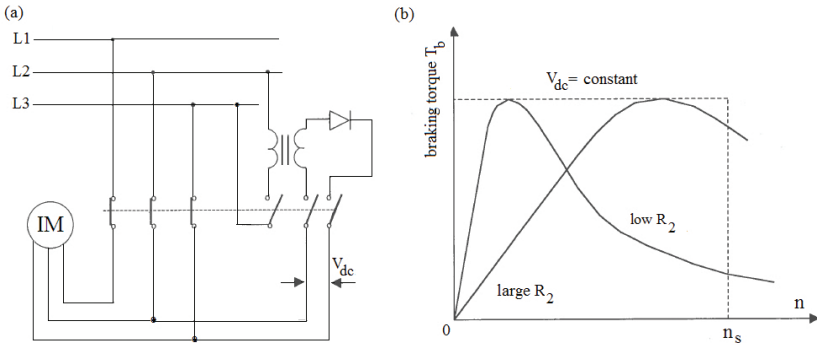 (a)
L1
L2
L3
IM
Vdc
(b)
braking torque Tb
Vdc= constant
low R2
large R2
0
ns
n